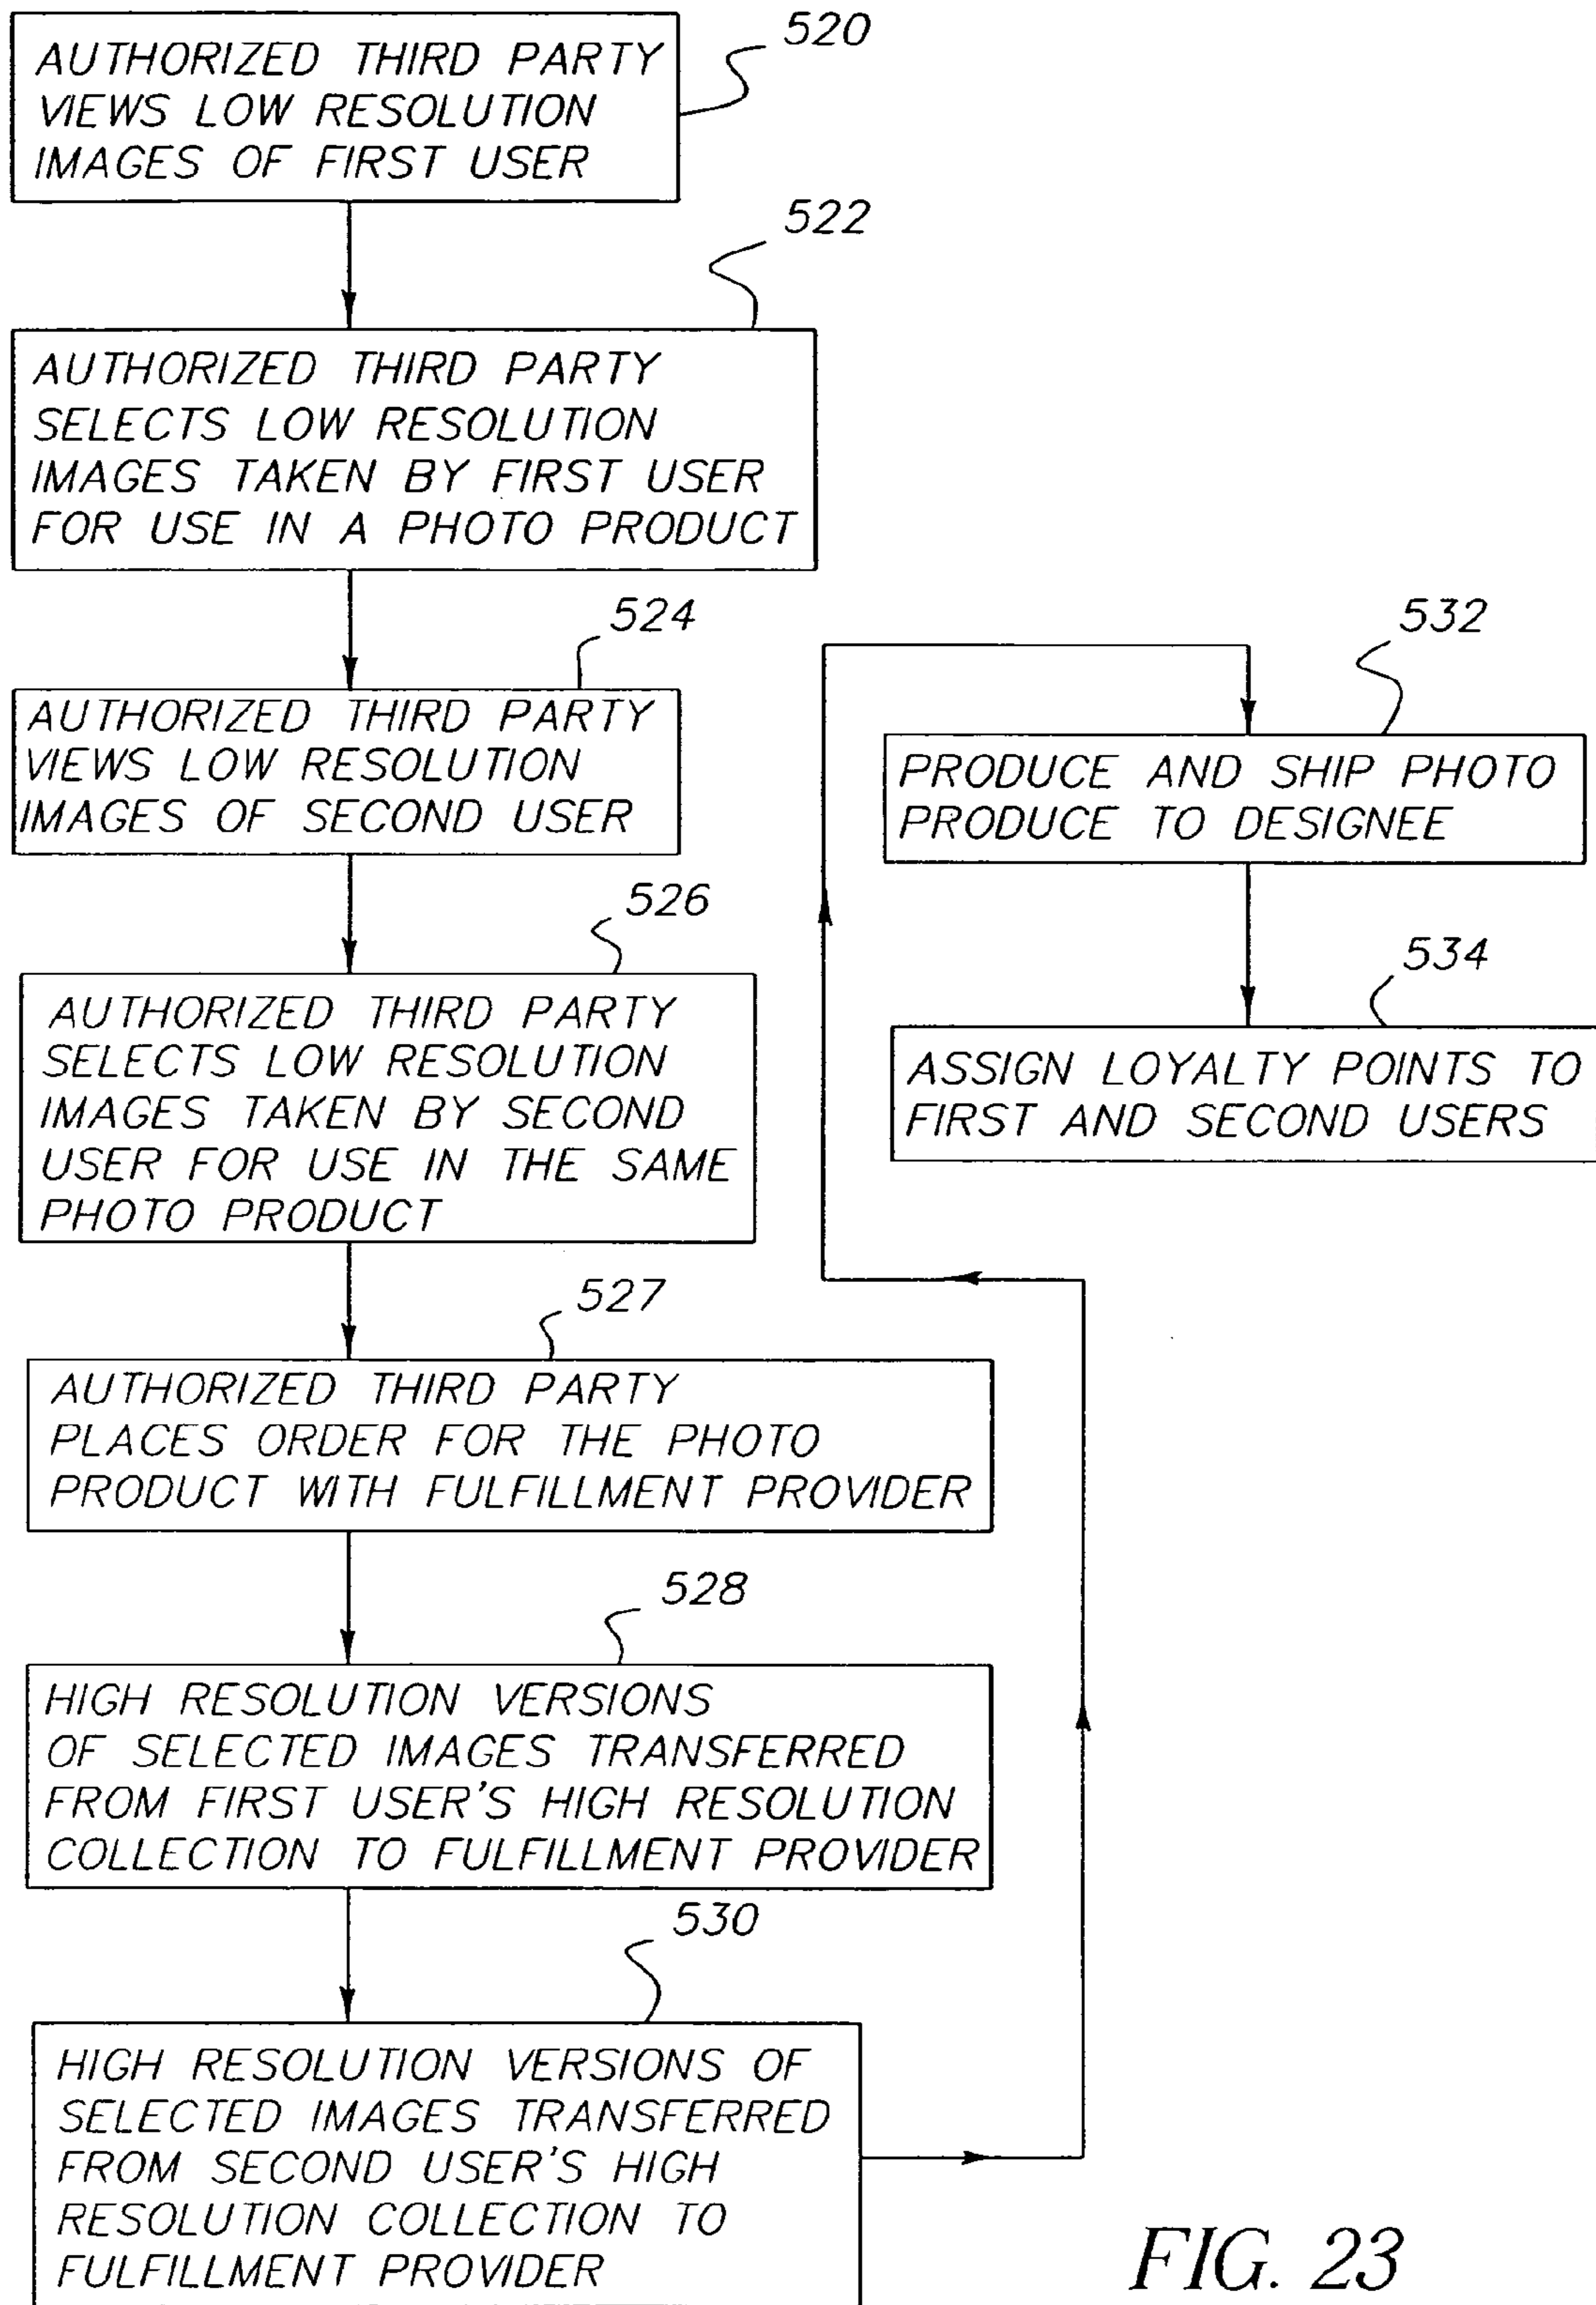 520
AUTHORIZED THIRD PARTY
VIEWS LOW RESOLUTION
IMAGES OF FIRST USER
522
AUTHORIZED THIRD PARTY
SELECTS LOW RESOLUTION
IMAGES TAKEN BY FIRST USER
FOR USE IN A PHOTO PRODUCT
524
AUTHORIZED THIRD PARTY
VIEWS LOW RESOLUTION
IMAGES OF SECOND USER
526
AUTHORIZED THIRD PARTY
SELECTS LOW RESOLUTION
IMAGES TAKEN BY SECOND
USER FOR USE IN THE SAME
PHOTO PRODUCT
527
AUTHORIZED THIRD PARTY
PLACES ORDER FOR THE PHOTO
PRODUCT WITH FULFILLMENT PROVIDER
528
HIGH RESOLUTION VERSIONS
OF SELECTED IMAGES TRANSFERRED
FROM FIRST USER'S HIGH RESOLUTION
COLLECTION TO FULFILLMENT PROVIDER
530
HIGH RESOLUTION VERSIONS OF
SELECTED IMAGES TRANSFERRED
FROM SECOND USER'S HIGH
RESOLUTION COLLECTION TO
FULFILLMENT PROVIDER
532
PRODUCE AND SHIP PHOTO
PRODUCE TO DESIGNEE
534
ASSIGN LOYALTY POINTS TO
FIRST AND SECOND USERS
FIG. 23